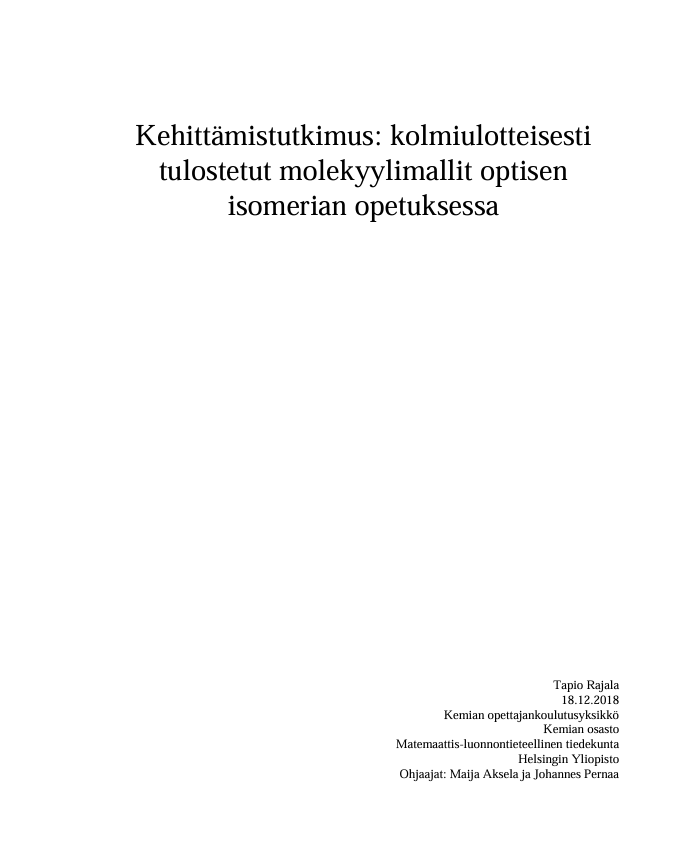 Kehittämistutkimus: kolmiulotteisesti
tulostetut molekyylimallit optisen
isomerian opetuksessa
Tapio Rajala
18.12.2018
Kemian opettajankoulutusyksikkö
Kemian osasto
Matemaattis-luonnontieteellinen tiedekunta
Helsingin Yliopisto
Ohjaajat: Maija Aksela ja Johannes Pernaa